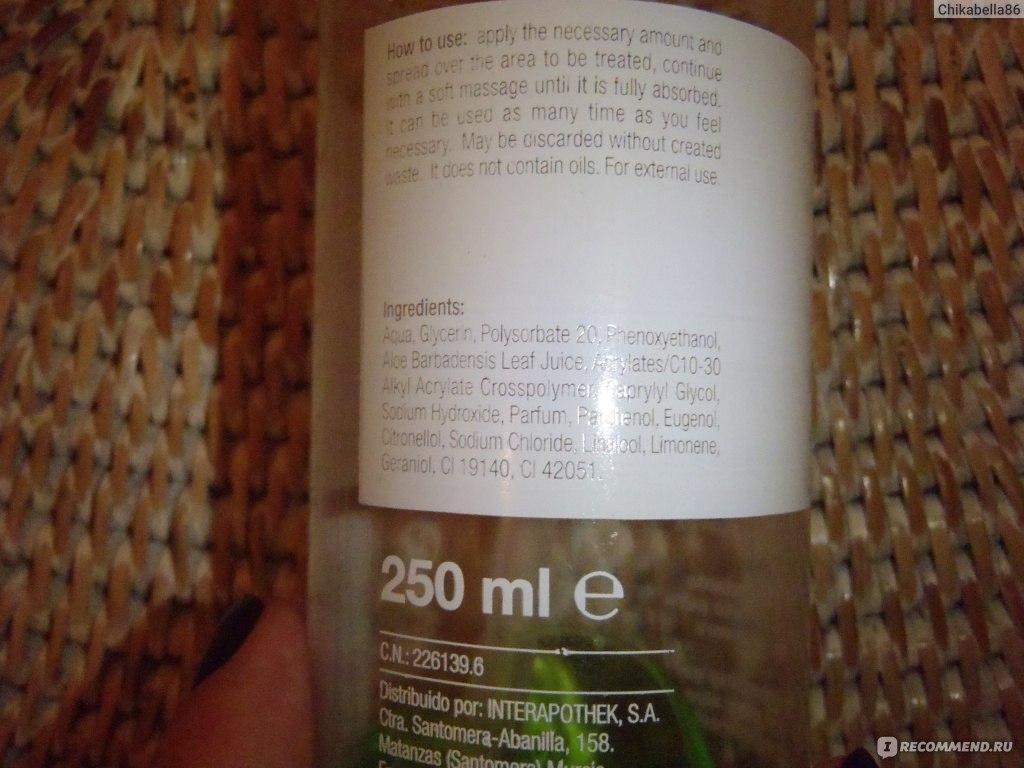 Chikabella86
How to use: apply the necessary amount and
spread over the area to be treated, continue
with a soft massage until it is fully absorbed.
It can be used as many time as you feel
necessary. May be discarded without created
waste. It does not contain oils. For external use.
Ingredients:
Aqua, Glycerin, Polysorbate 20, Phenoxyethanol,
Aloe Barbadensis Leaf Juice, Acrylates/C10-30
Alkyl Acrylate Crosspolymer, Caprylyl Glycol,
Sodium Hydroxide, Parfum, Panthenol, Eugenol,
Citronellol, Sodium Chloride, Linalool, Limonene,
Geraniol, CI 19140, CI 42051.
250 ml ℮
C.N.: 226139.6
Distribuido por: INTERAPOTHEK, S.A.
Ctra. Santomera-Abanilla, 158.
Matanzas (Santomera) Murcia
IRECOMMEND.RU